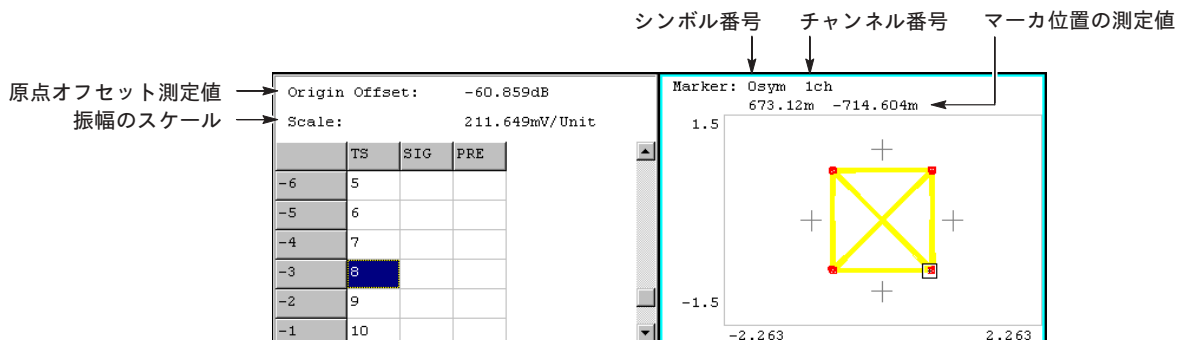 シンボル番号 チャンネル番号 マーカ位置の測定値
原点オフセット測定値
振幅のスケール
Origin Offset: -60.859dB
Scale: 211.649mV/Unit
TS SIG PRE
-6 5
-5 6
-4 7
-3 8
-2 9
-1 10
Marker: 0sym 1ch
673.12m -714.604m
1.5
-1.5
-2.263 2.263